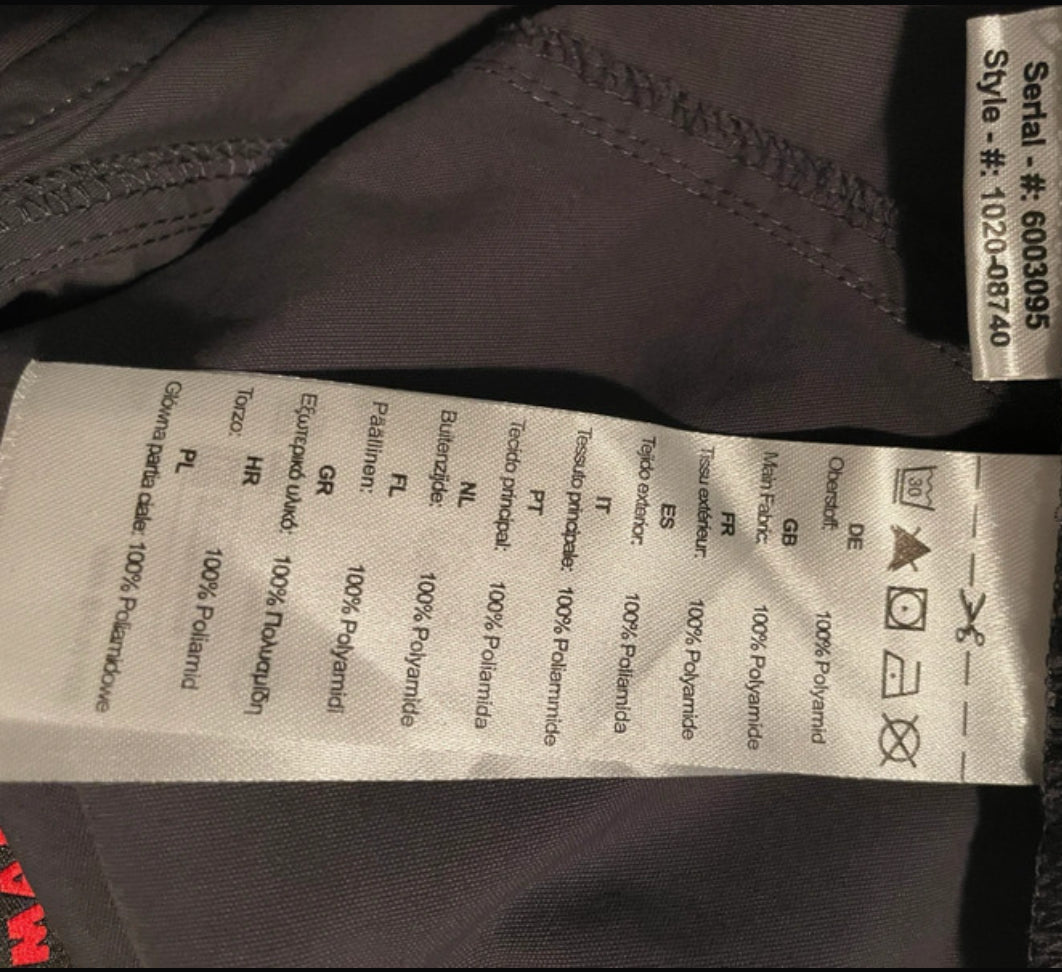 Serial - #: 6003095
Style - #: 1020-08740
30
DE
Oberstoff: 100% Polyamid
GB
Main Fabric: 100% Polyamide
FR
Tissu extérieur: 100% Polyamide
ES
Tejido exterior: 100% Poliamida
IT
Tessuto principale: 100% Poliammide
PT
Tecido principal: 100% Poliamida
NL
Buitenzijde: 100% Polyamide
FL
Päällinen: 100% Polyamidi
GR
Εξωτερικό υλικό: 100% Πολυαμίδη
HR
Torzo: 100% Poliamid
PL
Główna partia ciałe: 100% Poliamidowe